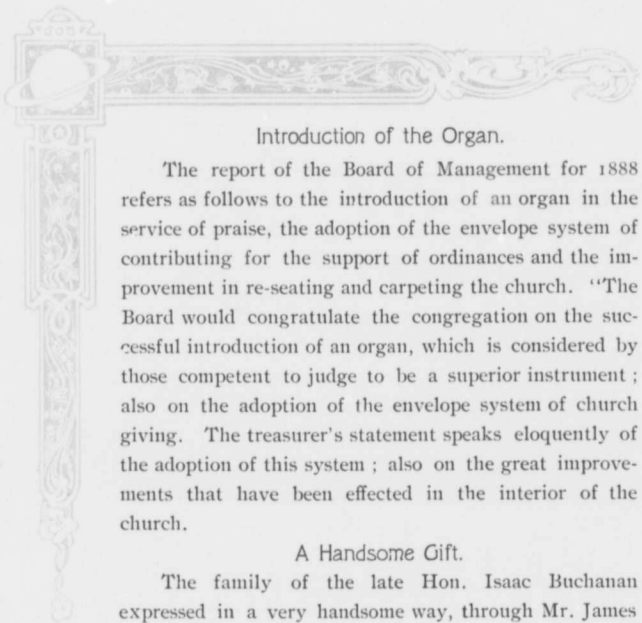 Introduction of the Organ.
The report of the Board of Management for 1888
refers as follows to the introduction of an organ in the
service of praise, the adoption of the envelope system of
contributing for the support of ordinances and the im-
provement in re-seating and carpeting the church. "The
Board would congratulate the congregation on the suc-
cessful introduction of an organ, which is considered by
those competent to judge to be a superior instrument ;
also on the adoption of the envelope system of church
giving. The treasurer's statement speaks eloquently of
the adoption of this system ; also on the great improve-
ments that have been effected in the interior of the
church.
A Handsome Gift.
The family of the late Hon. Isaac Buchanan
expressed in a very handsome way, through Mr. James